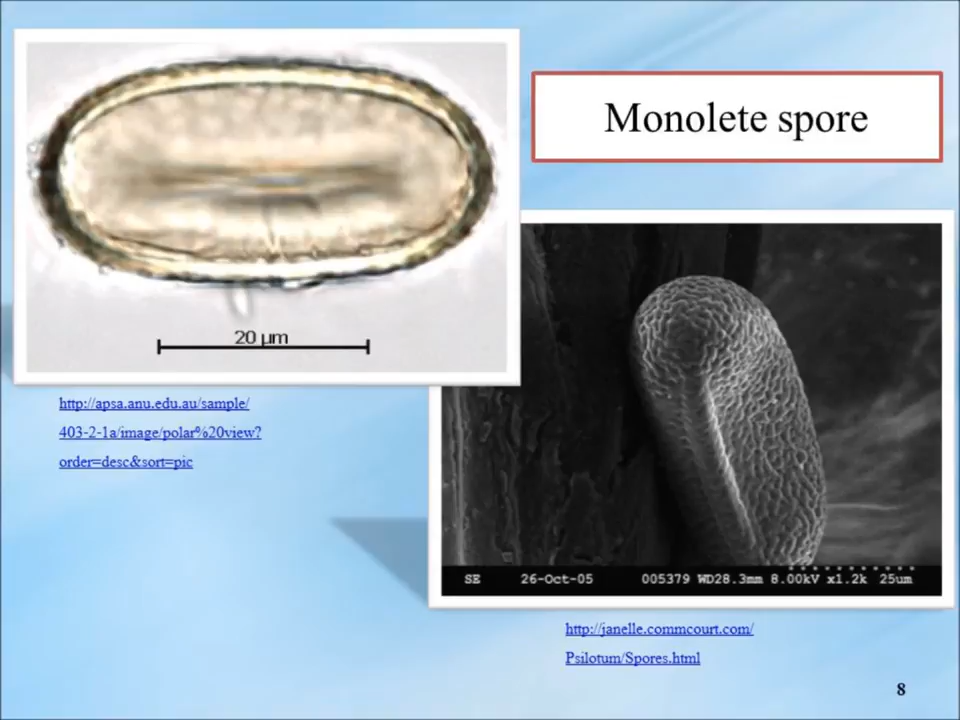 Monolete spore
20 µm
http://apsa.anu.edu.au/sample/
403-2-1a/image/polar%20view?
order=desc&sort=pic
SE 26-Oct-05 005379 WD28.3mm 8.00kV x1.2k 25um
http://janelle.commcourt.com/
Psilotum/Spores.html
8